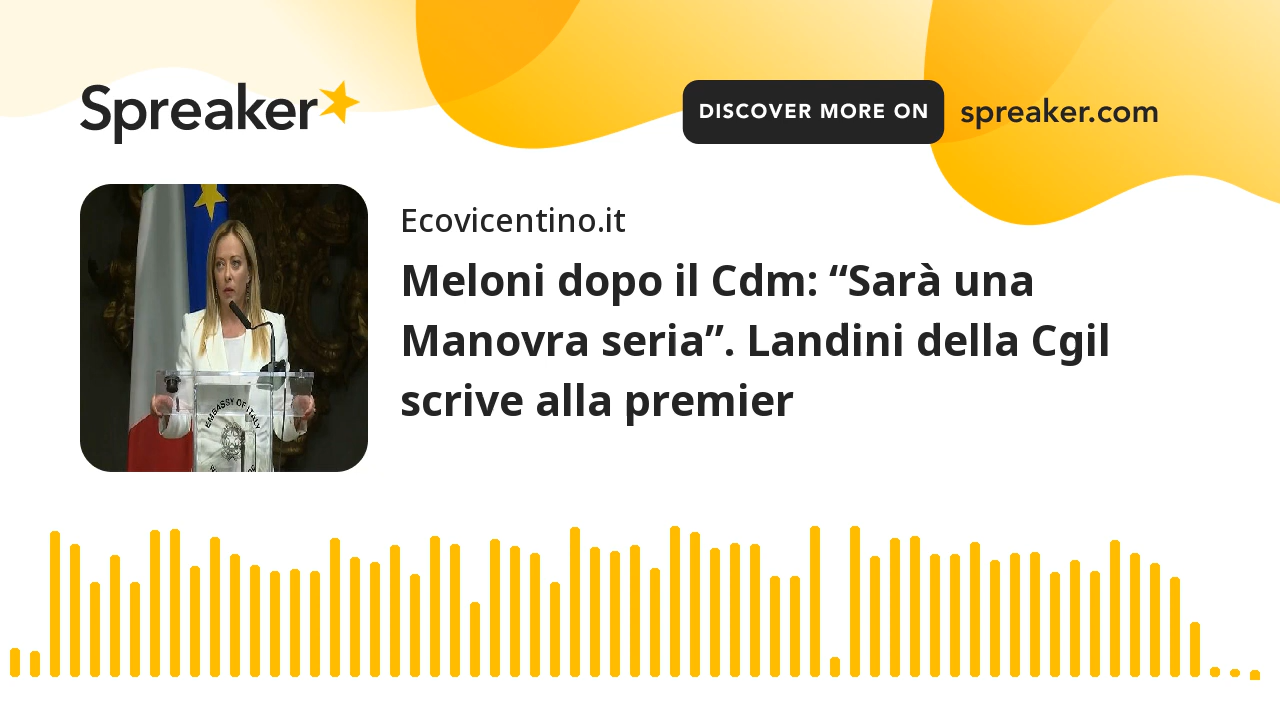 Spreaker
DISCOVER MORE ON
spreaker.com
Ecovicentino.it
Meloni dopo il Cdm: “Sarà una
Manovra seria”. Landini della Cgil
scrive alla premier
EMBASSY OF ITALY